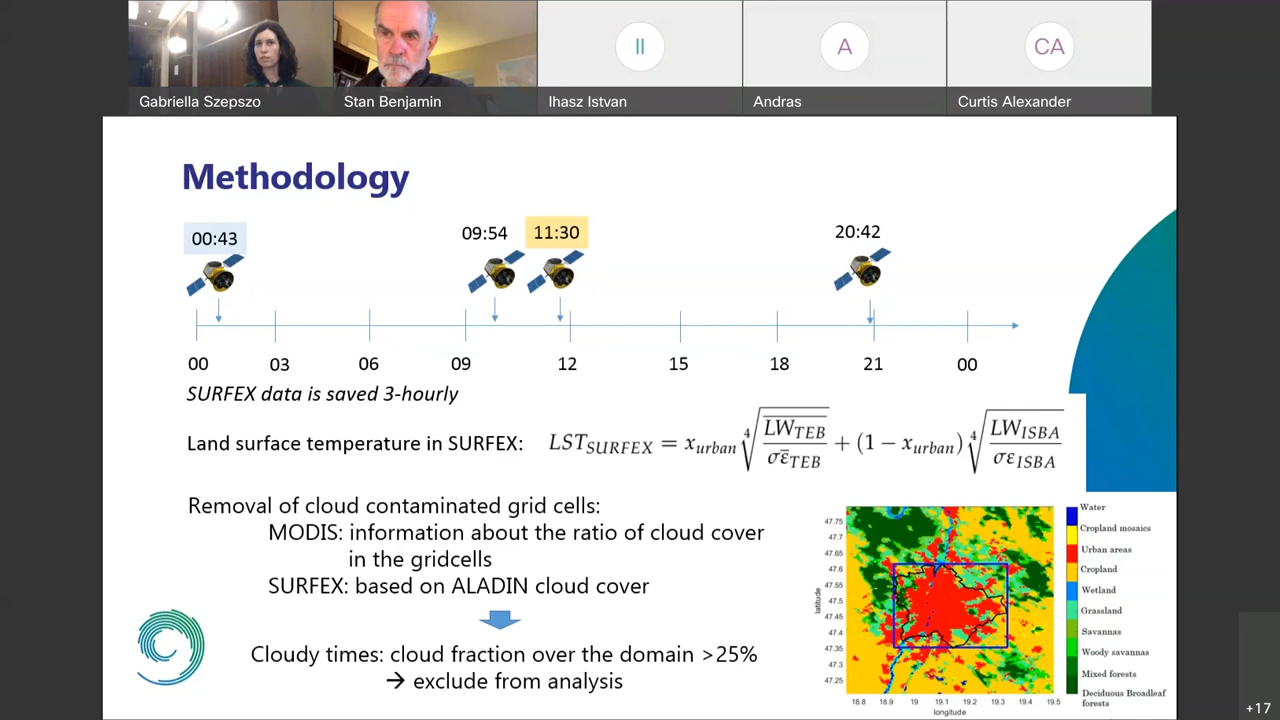 II
A
CA
Gabriella Szepszo
Stan Benjamin
Ihasz Istvan
Andras
Curtis Alexander
Methodology
00:43
09:54
11:30
20:42
00
03
06
09
12
15
18
21
00
SURFEX data is saved 3-hourly
Land surface temperature in SURFEX:
LST_SURFEX = x_urban ∜(\overline{LW_TEB} / σε̄_TEB) + (1 − x_urban) ∜(LW_ISBA / σε_ISBA)
Removal of cloud contaminated grid cells:
MODIS: information about the ratio of cloud cover
in the gridcells
SURFEX: based on ALADIN cloud cover
Cloudy times: cloud fraction over the domain >25%
→ exclude from analysis
latitude
47.75
47.7
47.65
47.6
47.55
47.5
47.45
47.4
47.35
47.3
47.25
18.8
18.9
19
19.1
19.2
19.3
19.4
19.5
longitude
Water
Cropland mosaics
Urban areas
Cropland
Wetland
Grassland
Savannas
Woody savannas
Mixed forests
Deciduous Broadleaf
forests
+17